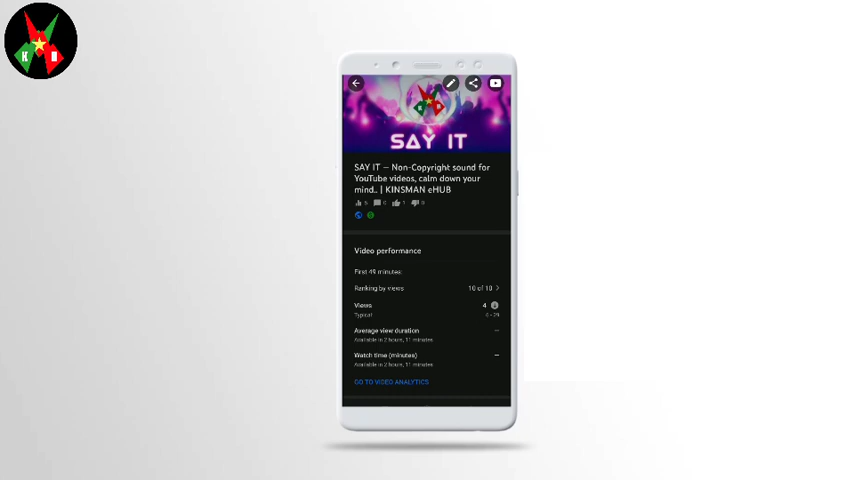 K
SAY IT
SAY IT – Non-Copyright sound for
YouTube videos, calm down your
mind.. | KINSMAN eHUB
Video performance
First 49 minutes:
Ranking by views 10 of 10
Views 4
Typical
Average view duration
Available in 2 hours, 11 minutes
Watch time (minutes)
Available in 2 hours, 11 minutes
GO TO VIDEO ANALYTICS